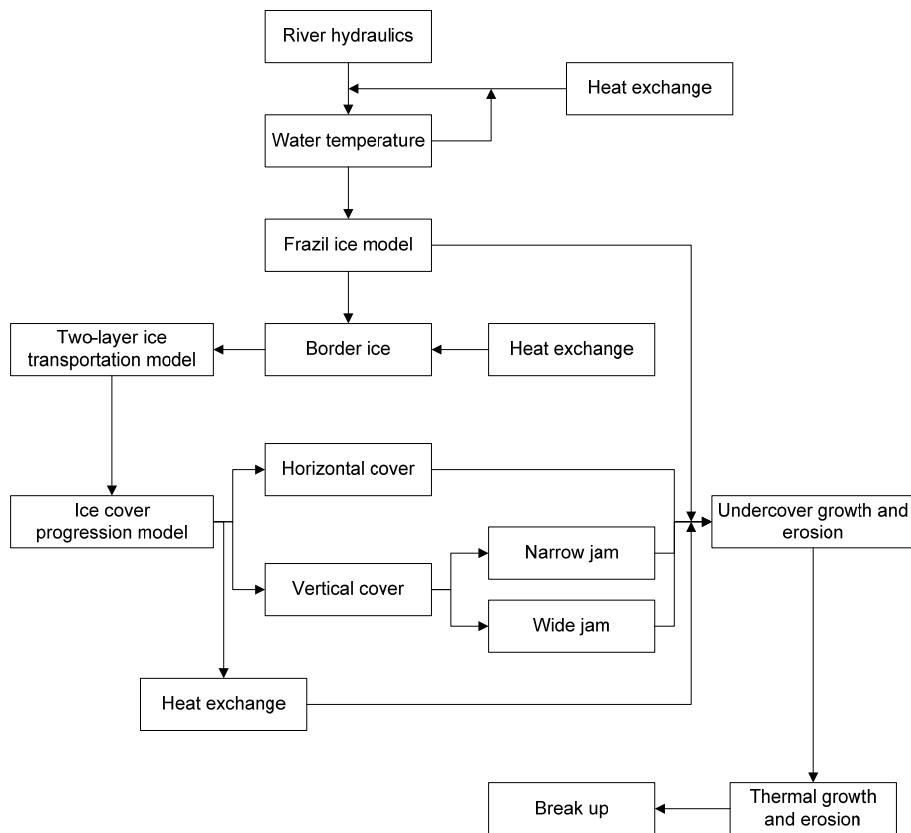 River hydraulics
Heat exchange
Water temperature
Frazil ice model
Two-layer ice
transportation model
Border ice
Heat exchange
Horizontal cover
Ice cover
progression model
Undercover growth and
erosion
Narrow jam
Vertical cover
Wide jam
Heat exchange
Break up
Thermal growth
and erosion